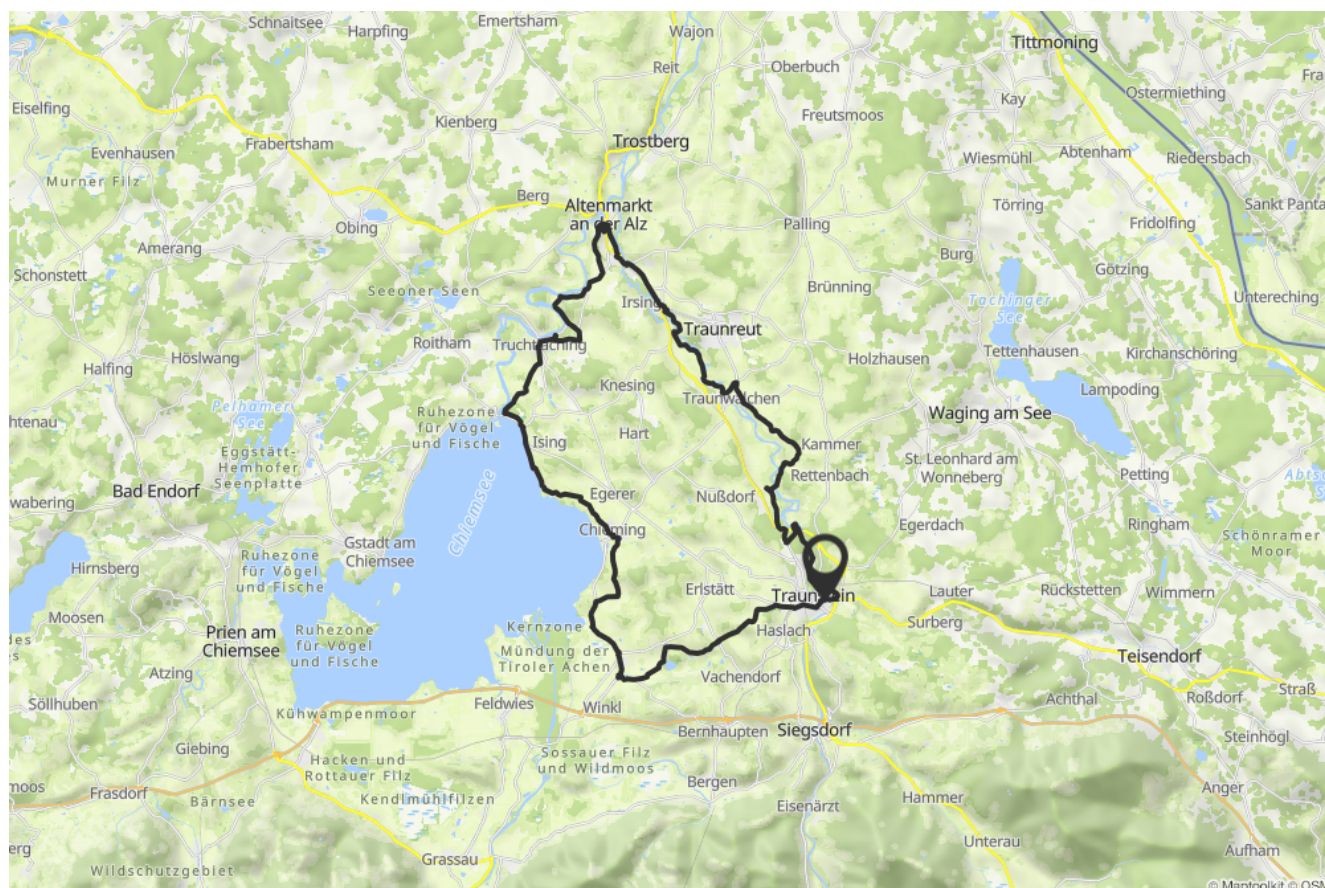 Schnaitsee
Harpfing
Emertsham
Wajon
Tittmoning
Reit
Oberbuch
Eiselfing
Kienberg
Freutsmoos
Kay
Ostermiething
Frabertsham
Trostberg
Evenhausen
Murner Filz
Wiesmühl
Abtenham
Riedersbach
Berg
Altenmarkt
an der Alz
Törring
Sankt Panta
Obing
Palling
Fridolfing
Amerang
Burg
Schonstett
Seeoner Seen
Götzing
Brünning
Irsing
Tachinger
See
Untereching
Traunreut
Roitham
Truchtlaching
Höslwang
Holzhausen
Tettenhausen
Kirchanschöring
Halfing
Knesing
Lampoding
Traunwalchen
Pelhamer
See
Ruhezone
für Vögel
und Fische
Waging am See
htenau
Hart
Ising
Kammer
Eggstätt-
Hemhofer
Seenplatte
St. Leonhard am
Wonneberg
Rettenbach
Petting
Bad Endorf
Egerer
Nußdorf
wabering
Chiemsee
Chieming
Egerdach
Ringham
Schönramer
Moor
Gstadt am
Chiemsee
Ruhezone
für Vögel
und Fische
Hirnsberg
Erlstätt
Traunstein
Lauter
Rückstetten
Wimmern
Moosen
Prien am
Chiemsee
Ruhezone
für Vögel
und Fische
Kernzone
Mündung der
Tiroler Achen
Haslach
Surberg
Teisendorf
Atzing
Vachendorf
Söllhuben
Kühwampenmoor
Feldwies
Winkl
Achthal
Roßdorf
Straß
Bernhaupten
Siegsdorf
Giebing
Steinhögl
Hacken und
Rottauer Filz
Sossauer Filz
und Wildmoos
moos
Frasdorf
Bärnsee
Kendlmühlfilzen
Bergen
Eisenärzt
Hammer
Anger
Unterau
Grassau
Aufham
Wildschutzgebiet
© Maptoolkit © OSM